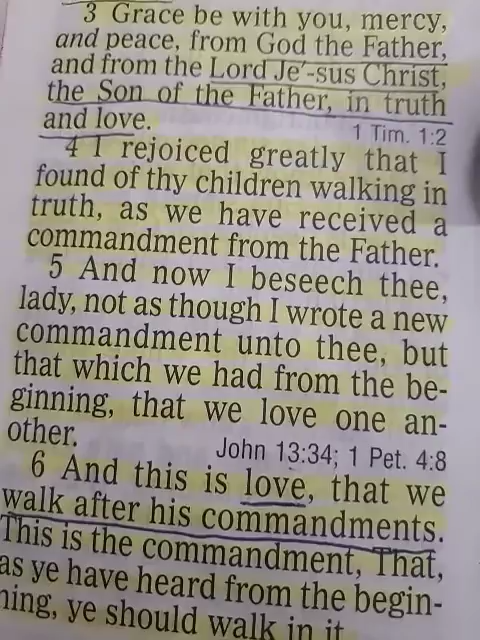 3 Grace be with you, mercy,
and peace, from God the Father,
and from the Lord Je´-sus Christ,
the Son of the Father, in truth
and love. 1 Tim. 1:2
4 I rejoiced greatly that I
found of thy children walking in
truth, as we have received a
commandment from the Father.
5 And now I beseech thee,
lady, not as though I wrote a new
commandment unto thee, but
that which we had from the be-
ginning, that we love one an-
other. John 13:34; 1 Pet. 4:8
6 And this is love, that we
walk after his commandments.
This is the commandment, That,
as ye have heard from the begin-
ning, ye should walk in it